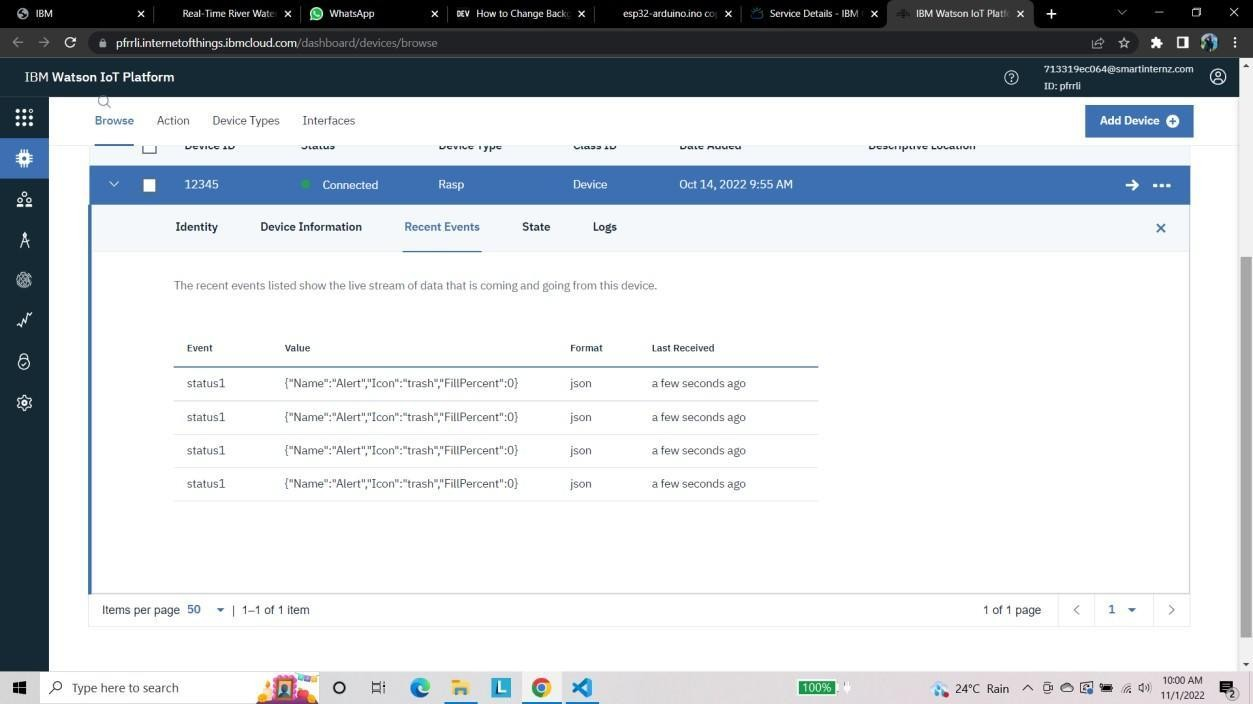 IBM
Real-Time River Wate
WhatsApp
DEV How to Change Backg
esp32-arduino.ino co
Service Details - IBM
IBM Watson IoT Platf
pfrrli.internetofthings.ibmcloud.com/dashboard/devices/browse
IBM Watson IoT Platform
713319ec064@smartinternz.com
ID: pfrrli
Browse Action Device Types Interfaces
Add Device
Device ID Status Device Type Class ID Date Added Descriptive Location
12345 Connected Rasp Device Oct 14, 2022 9:55 AM
Identity Device Information Recent Events State Logs
The recent events listed show the live stream of data that is coming and going from this device.
Event Value Format Last Received
status1 {"Name":"Alert","Icon":"trash","FillPercent":0} json a few seconds ago
status1 {"Name":"Alert","Icon":"trash","FillPercent":0} json a few seconds ago
status1 {"Name":"Alert","Icon":"trash","FillPercent":0} json a few seconds ago
status1 {"Name":"Alert","Icon":"trash","FillPercent":0} json a few seconds ago
Items per page 50 | 1–1 of 1 item
1 of 1 page 1
Type here to search
L
100%
24°C Rain
10:00 AM
11/1/2022
2